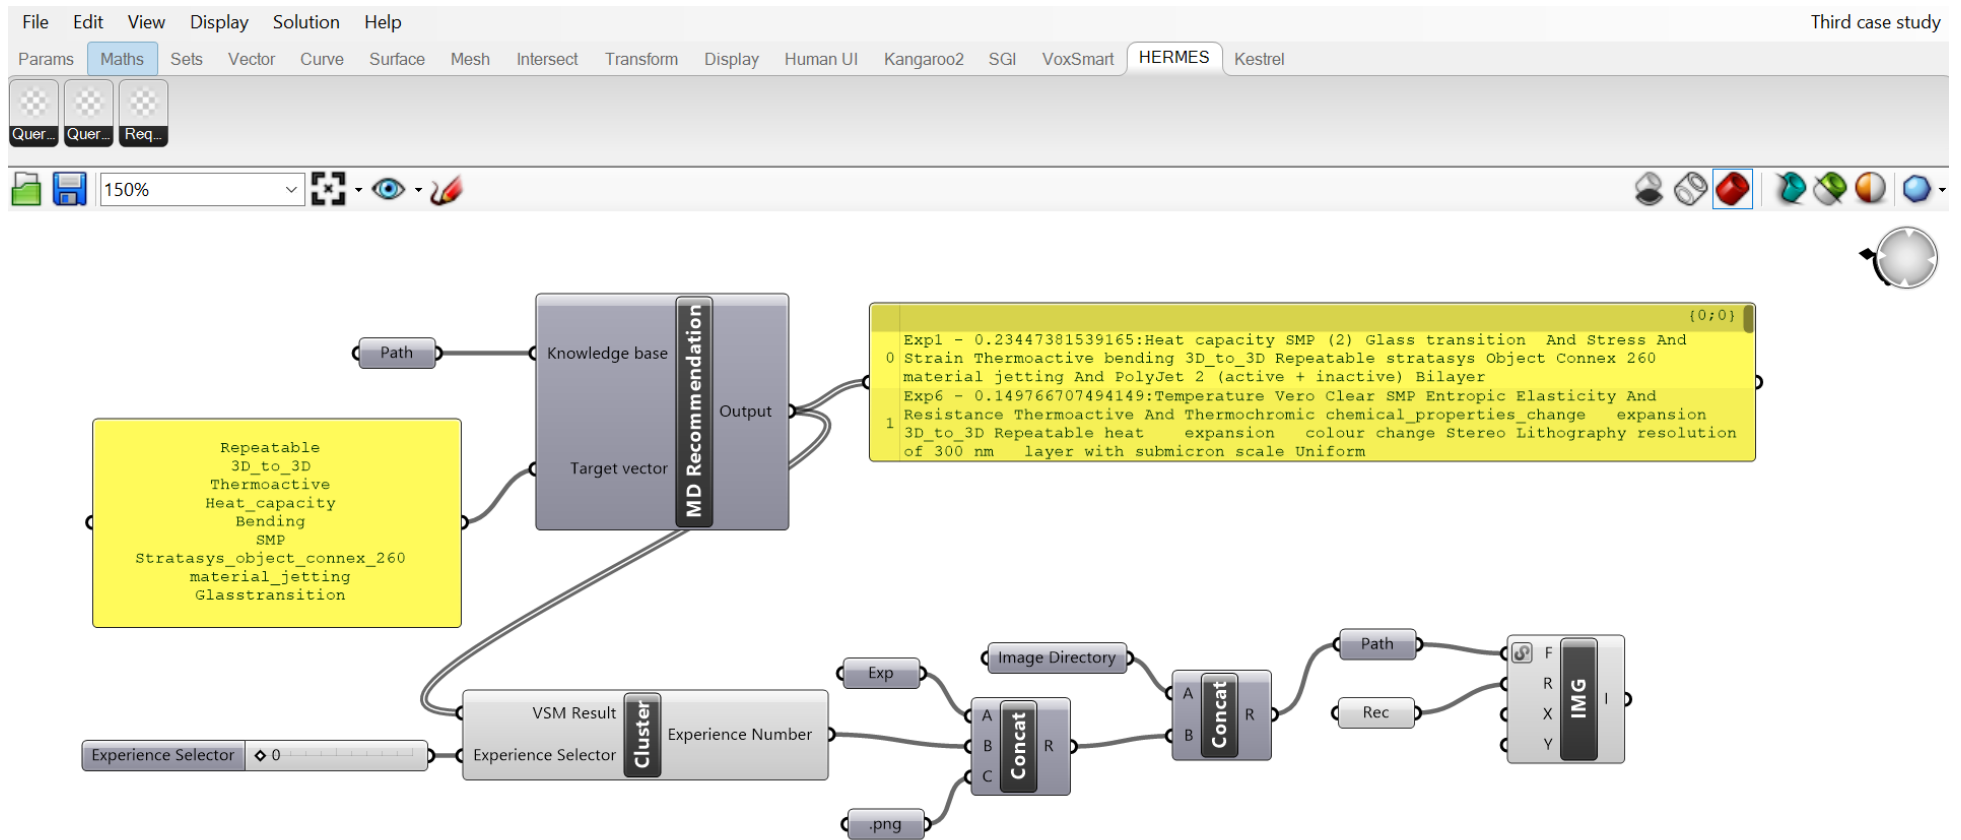 File Edit View Display Solution Help Third case study
Params Maths Sets Vector Curve Surface Mesh Intersect Transform Display Human UI Kangaroo2 SGI VoxSmart HERMES Kestrel
Quer... Quer... Req...
150%
{0;0}
0 Exp1 - 0.23447381539165:Heat capacity SMP (2) Glass transition And Stress And
Strain Thermoactive bending 3D_to_3D Repeatable stratasys Object Connex 260
material jetting And PolyJet 2 (active + inactive) Bilayer
1 Exp6 - 0.149766707494149:Temperature Vero Clear SMP Entropic Elasticity And
Resistance Thermoactive And Thermochromic chemical_properties_change expansion
3D_to_3D Repeatable heat expansion colour change Stereo Lithography resolution
of 300 nm layer with submicron scale Uniform
Path
Knowledge base
Target vector
MD Recommendation
Output
Repeatable
3D_to_3D
Thermoactive
Heat_capacity
Bending
SMP
Stratasys_object_connex_260
material_jetting
Glasstransition
Experience Selector 0
VSM Result
Experience Selector
Cluster
Experience Number
Exp
.png
A
B
C
Concat
R
Image Directory
A
B
Concat
R
Path
Rec
F
R
X
Y
IMG
I